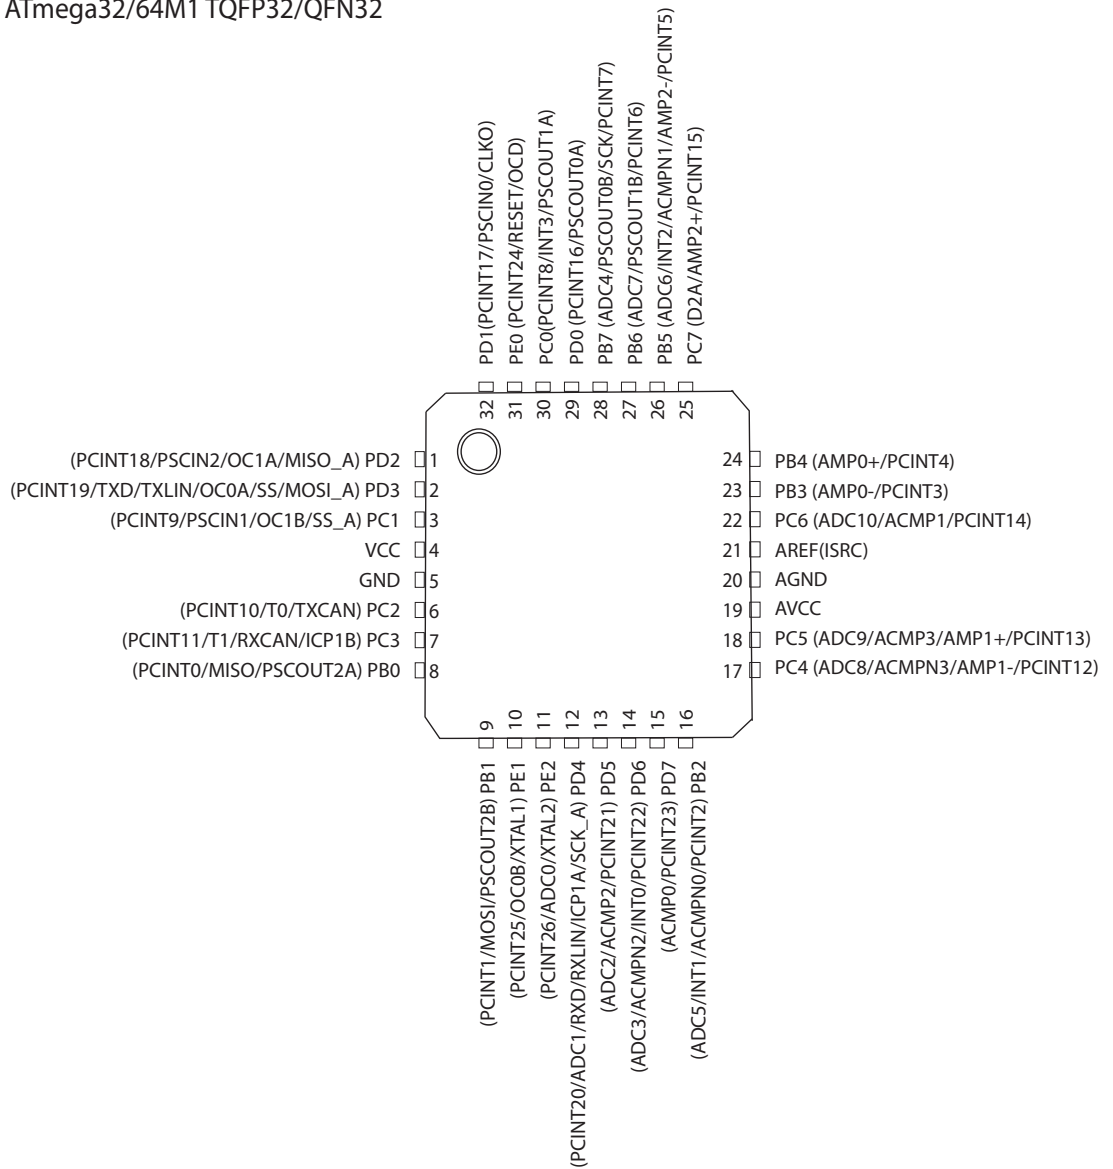 ATmega32/64M1 TQFP32/QFN32
PD1(PCINT17/PSCIN0/CLKO)
PE0 (PCINT24/RESET/OCD)
PC0(PCINT8/INT3/PSCOUT1A)
PD0 (PCINT16/PSCOUT0A)
PB7 (ADC4/PSCOUT0B/SCK/PCINT7)
PB6 (ADC7/PSCOUT1B/PCINT6)
PB5 (ADC6/INT2/ACMPN1/AMP2-/PCINT5)
PC7 (D2A/AMP2+/PCINT15)
32
31
30
29
28
27
26
25
(PCINT18/PSCIN2/OC1A/MISO_A) PD2 1
(PCINT19/TXD/TXLIN/OC0A/SS/MOSI_A) PD3 2
(PCINT9/PSCIN1/OC1B/SS_A) PC1 3
VCC 4
GND 5
(PCINT10/T0/TXCAN) PC2 6
(PCINT11/T1/RXCAN/ICP1B) PC3 7
(PCINT0/MISO/PSCOUT2A) PB0 8
24 PB4 (AMP0+/PCINT4)
23 PB3 (AMP0-/PCINT3)
22 PC6 (ADC10/ACMP1/PCINT14)
21 AREF(ISRC)
20 AGND
19 AVCC
18 PC5 (ADC9/ACMP3/AMP1+/PCINT13)
17 PC4 (ADC8/ACMPN3/AMP1-/PCINT12)
9
10
11
12
13
14
15
16
(PCINT1/MOSI/PSCOUT2B) PB1
(PCINT25/OC0B/XTAL1) PE1
(PCINT26/ADC0/XTAL2) PE2
(PCINT20/ADC1/RXD/RXLIN/ICP1A/SCK_A) PD4
(ADC2/ACMP2/PCINT21) PD5
(ADC3/ACMPN2/INT0/PCINT22) PD6
(ACMP0/PCINT23) PD7
(ADC5/INT1/ACMPN0/PCINT2) PB2